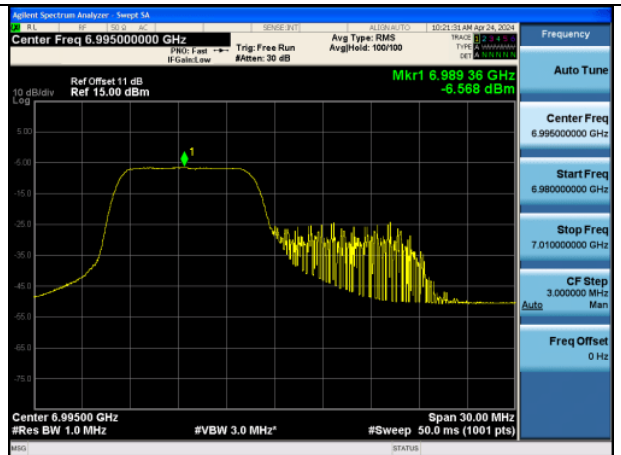 Agilent Spectrum Analyzer - Swept SA
RL RF 50 Ω AC SENSE:INT ALIGN AUTO 10:21:31 AM Apr 24, 2024
Center Freq 6.995000000 GHz
PNO: Fast
IFGain:Low
Trig: Free Run
#Atten: 30 dB
Avg Type: RMS
Avg|Hold: 100/100
TRACE 1 2 3 4 5 6
TYPE A
DET A N N N N N
Ref Offset 11 dB
Ref 15.00 dBm
10 dB/div
Log
Mkr1 6.989 36 GHz
-6.568 dBm
1
5.00
-5.00
-15.0
-25.0
-35.0
-45.0
-55.0
-65.0
-75.0
Center 6.99500 GHz
Span 30.00 MHz
#Res BW 1.0 MHz
#VBW 3.0 MHz*
#Sweep 50.0 ms (1001 pts)
MSG
STATUS
Frequency
Auto Tune
Center Freq
6.995000000 GHz
Start Freq
6.980000000 GHz
Stop Freq
7.010000000 GHz
CF Step
3.000000 MHz
Auto Man
Freq Offset
0 Hz